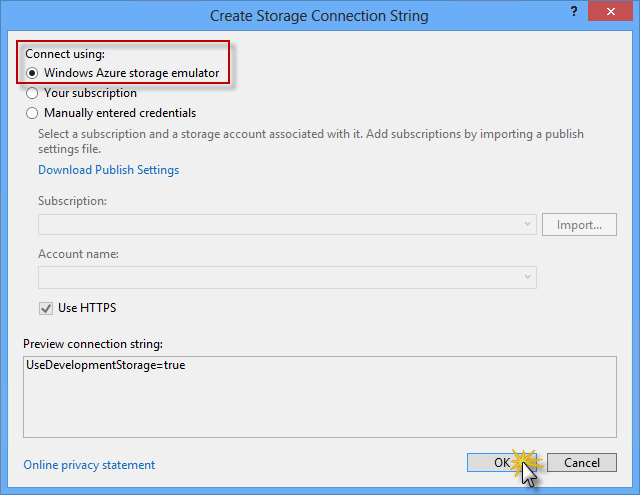 Create Storage Connection String
?
Connect using:
Windows Azure storage emulator
Your subscription
Manually entered credentials
Select a subscription and a storage account associated with it. Add subscriptions by importing a publish
settings file.
Download Publish Settings
Subscription:
Import...
Account name:
Use HTTPS
Preview connection string:
UseDevelopmentStorage=true
Online privacy statement
OK
Cancel